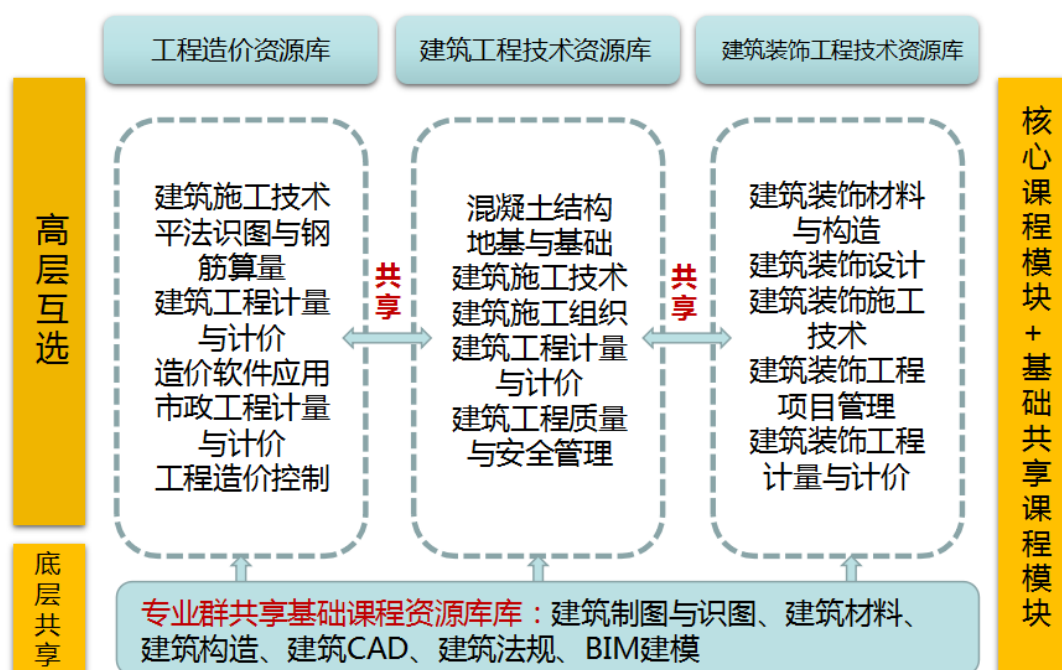 工程造价资源库
建筑工程技术资源库
建筑装饰工程技术资源库
高层互选
建筑施工技术
平法识图与钢
筋算量
建筑工程计量
与计价
造价软件应用
市政工程计量
与计价
工程造价控制
共享
混凝土结构
地基与基础
建筑施工技术
建筑施工组织
建筑工程计量
与计价
建筑工程质量
与安全管理
共享
建筑装饰材料
与构造
建筑装饰设计
建筑装饰施工
技术
建筑装饰工程
项目管理
建筑装饰工程
计量与计价
核心课程模块+基础共享课程模块
底层共享
专业群共享基础课程资源库库：建筑制图与识图、建筑材料、
建筑构造、建筑CAD、建筑法规、BIM建模